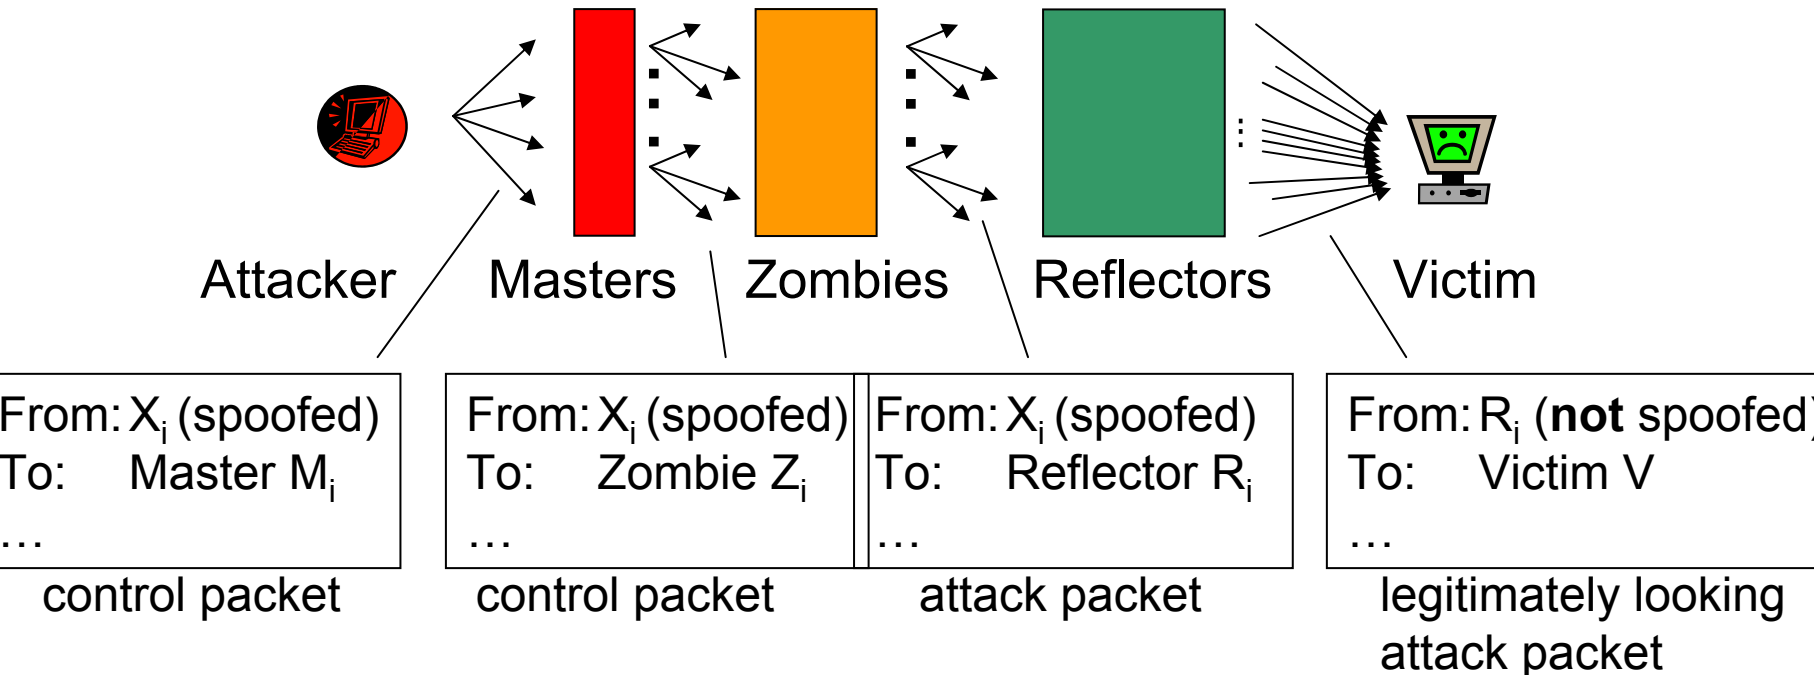 Attacker Masters Zombies Reflectors Victim
From: Xi (spoofed)
To: Master Mi
…
control packet
From: Xi (spoofed)
To: Zombie Zi
…
control packet
From: Xi (spoofed)
To: Reflector Ri
…
attack packet
From: Ri (not spoofed)
To: Victim V
…
legitimately looking
attack packet